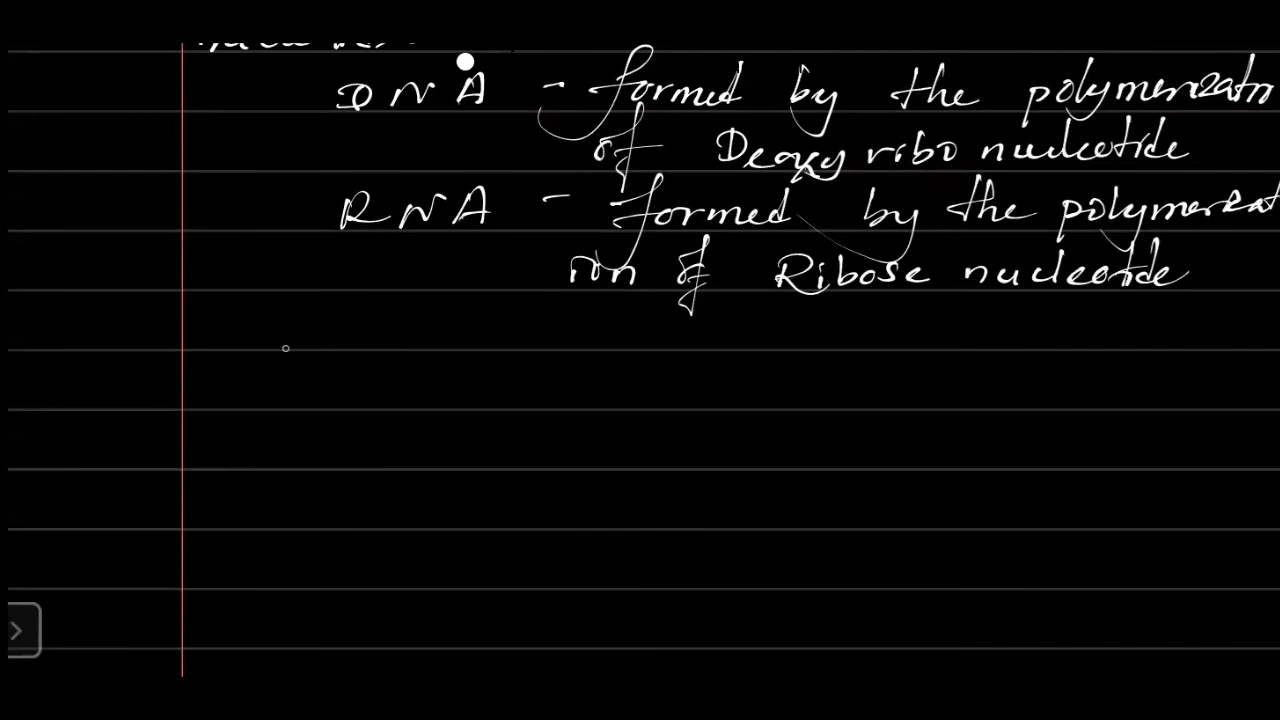 DNA - formed by the polymerizatio
of Deoxy ribo nucleotide
RNA - formed by the polymerizat
ion of Ribose nucleotide